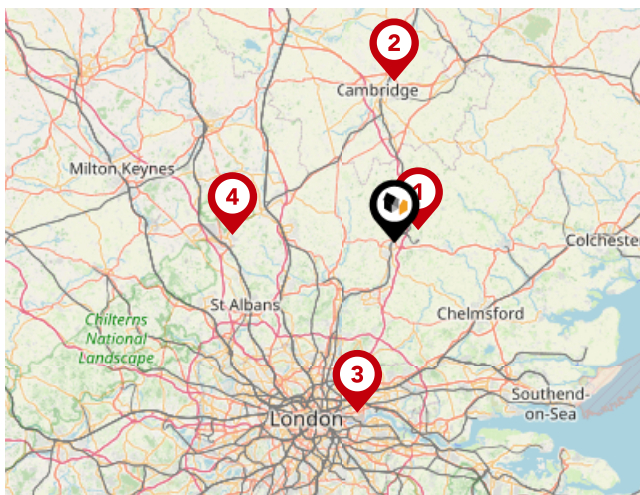 2
Cambridge
Milton Keynes
4
1
Colchester
St Albans
Chelmsford
Chilterns
National
Landscape
3
Southend-
on-Sea
London